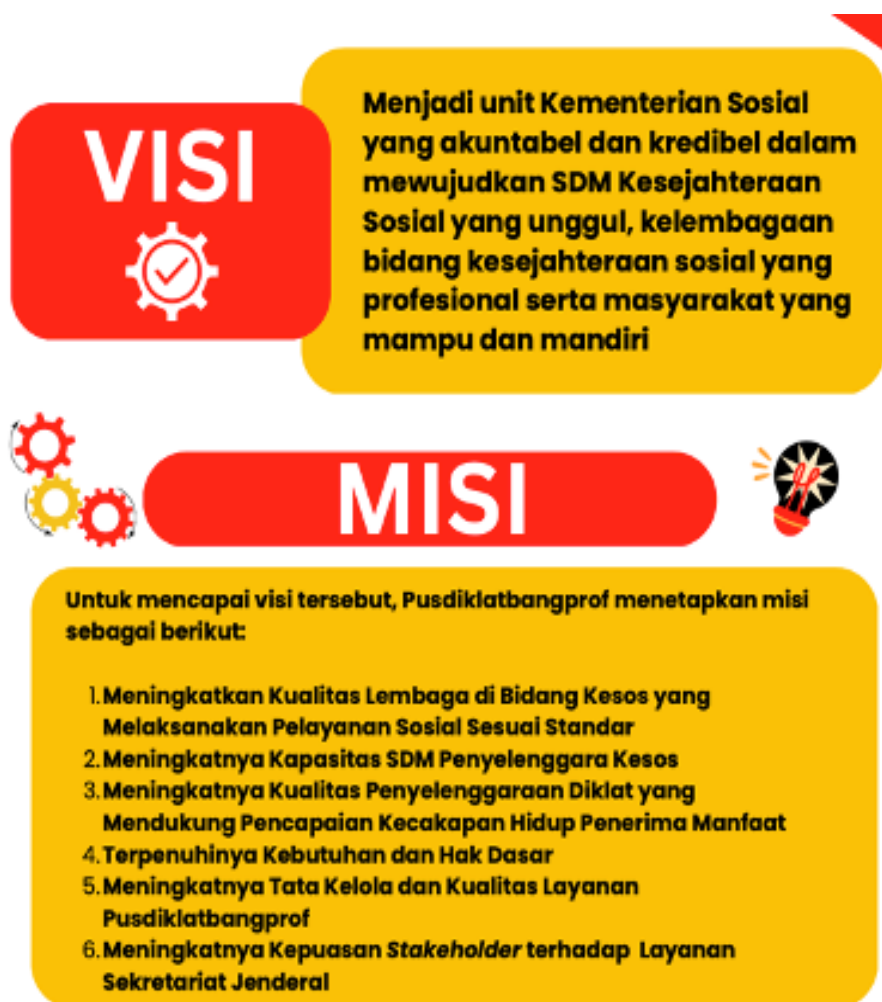 VISI
Menjadi unit Kementerian Sosial
yang akuntabel dan kredibel dalam
mewujudkan SDM Kesejahteraan
Sosial yang unggul, kelembagaan
bidang kesejahteraan sosial yang
profesional serta masyarakat yang
mampu dan mandiri
MISI
Untuk mencapai visi tersebut, Pusdiklatbangprof menetapkan misi
sebagai berikut:
1. Meningkatkan Kualitas Lembaga di Bidang Kesos yang
Melaksanakan Pelayanan Sosial Sesuai Standar
2. Meningkatnya Kapasitas SDM Penyelenggara Kesos
3. Meningkatnya Kualitas Penyelenggaraan Diklat yang
Mendukung Pencapaian Kecakapan Hidup Penerima Manfaat
4. Terpenuhinya Kebutuhan dan Hak Dasar
5. Meningkatnya Tata Kelola dan Kualitas Layanan
Pusdiklatbangprof
6. Meningkatnya Kepuasan Stakeholder terhadap Layanan
Sekretariat Jenderal